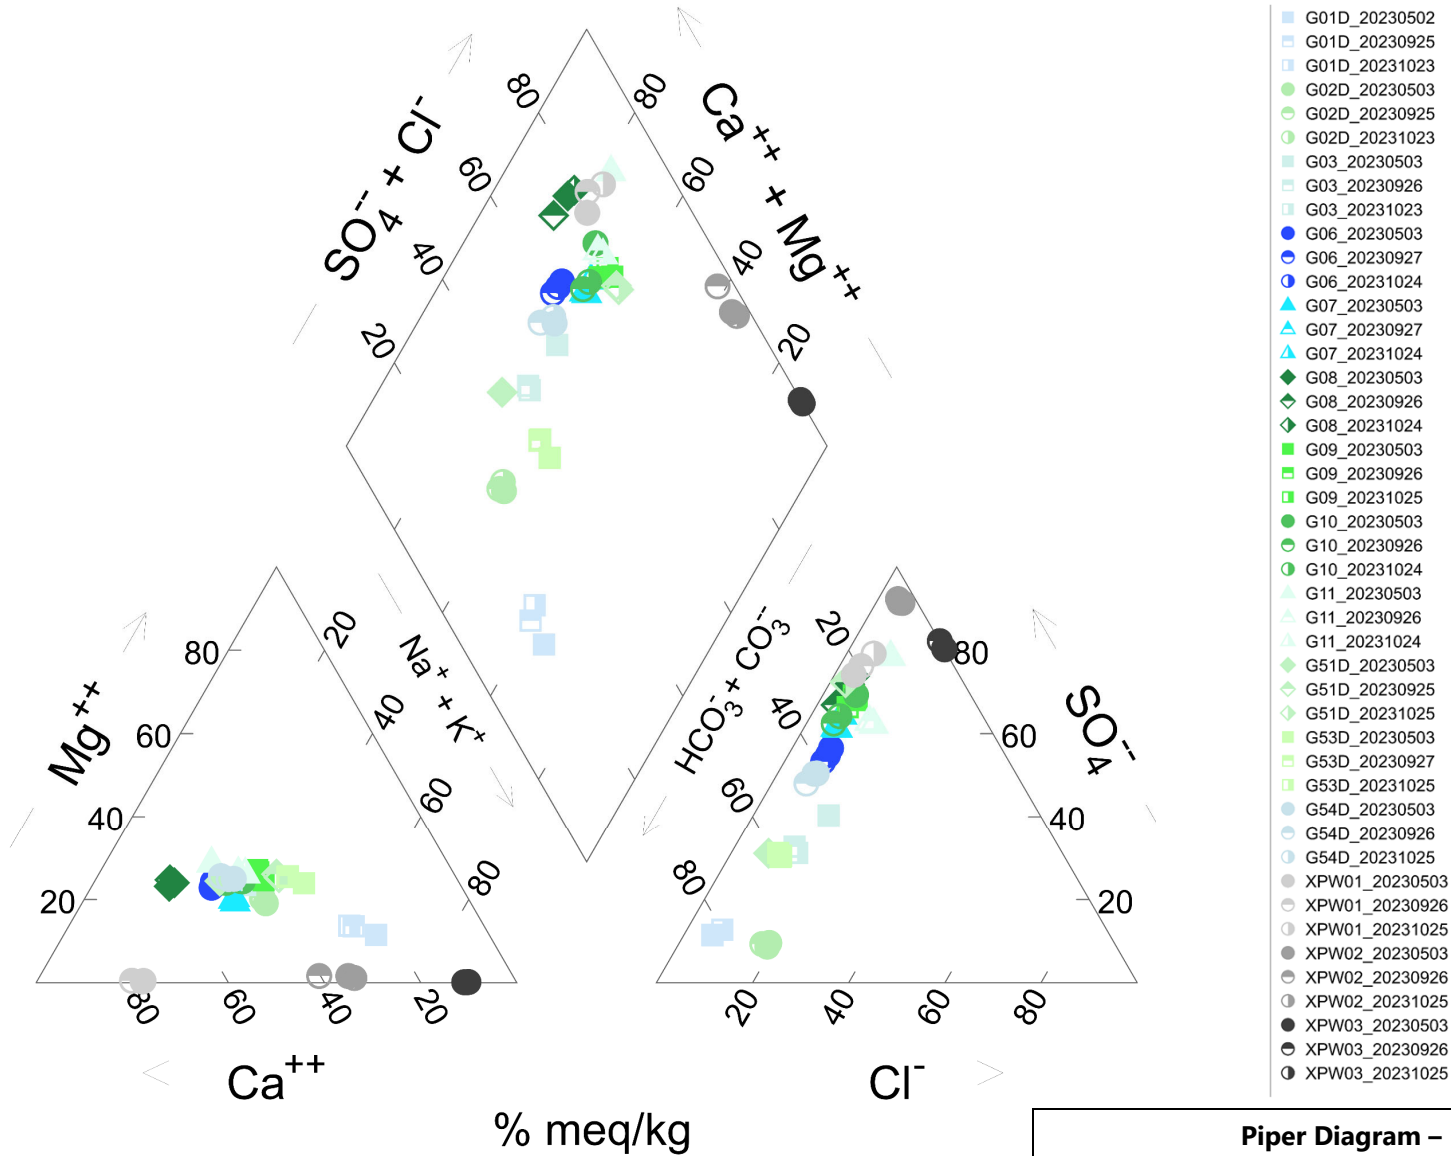 80
80
60
60
40
40
20
20
SO4-- + Cl-
Ca++ + Mg++
20
40
60
80
80
60
40
20
Mg++
Na+ + K+
80
60
40
20
Ca++
20
40
60
80
HCO3- + CO3--
80
60
40
20
SO4--
20
40
60
80
Cl-
% meq/kg
G01D_20230502
G01D_20230925
G01D_20231023
G02D_20230503
G02D_20230925
G02D_20231023
G03_20230503
G03_20230926
G03_20231023
G06_20230503
G06_20230927
G06_20231024
G07_20230503
G07_20230927
G07_20231024
G08_20230503
G08_20230926
G08_20231024
G09_20230503
G09_20230926
G09_20231025
G10_20230503
G10_20230926
G10_20231024
G11_20230503
G11_20230926
G11_20231024
G51D_20230503
G51D_20230925
G51D_20231025
G53D_20230503
G53D_20230927
G53D_20231025
G54D_20230503
G54D_20230926
G54D_20231025
XPW01_20230503
XPW01_20230926
XPW01_20231025
XPW02_20230503
XPW02_20230926
XPW02_20231025
XPW03_20230503
XPW03_20230926
XPW03_20231025
Piper Diagram –